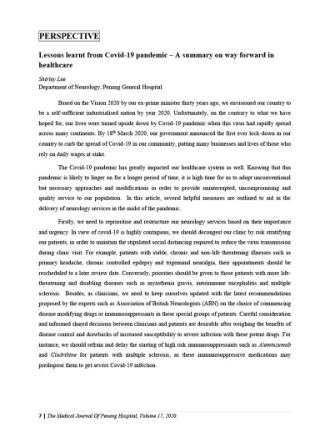 PERSPECTIVE
Lessons learnt from Covid-19 pandemic – A summary on way forward in
healthcare
Shirley Lee
Department of Neurology, Penang General Hospital
Based on the Vision 2020 by our ex-prime minister thirty years ago, we envisioned our country to
be a self-sufficient industrialised nation by year 2020. Unfortunately, on the contrary to what we have
hoped for, our lives were turned upside down by Covid-19 pandemic when this virus had rapidly spread
across many continents. By 18th March 2020, our government announced the first ever lock-down in our
country to curb the spread of Covid-19 in our community, putting many businesses and lives of those who
rely on daily wages at stake.
The Covid-19 pandemic has greatly impacted our healthcare system as well. Knowing that this
pandemic is likely to linger on for a longer period of time, it is high time for us to adopt unconventional
but necessary approaches and modifications in order to provide uninterrupted, uncompromising and
quality service to our population. In this article, several helpful measures are outlined to aid in the
delivery of neurology services in the midst of the pandemic.
Firstly, we need to reprioritise and restructure our neurology services based on their importance
and urgency. In view of covid-19 is highly contagious, we should decongest our clinic by risk stratifying
our patients, in order to maintain the stipulated social distancing required to reduce the virus transmission
during clinic visit. For example, patients with stable, chronic and non-life threatening illnesses such as
primary headache, chronic controlled epilepsy and trigeminal neuralgia, their appointments should be
rescheduled to a later review date. Conversely, priorities should be given to those patients with more life-
threatening and disabling diseases such as myasthenia gravis, autoimmune encephalitis and multiple
sclerosis. Besides, as clinicians, we need to keep ourselves updated with the latest recommendations
proposed by the experts such as Association of British Neurologists (ABN) on the choice of commencing
disease modifying drugs or immunosuppressants in these special groups of patients. Careful consideration
and informed shared decisions between clinicians and patients are desirable after weighing the benefits of
disease control and drawbacks of increased susceptibility to severe infection with these potent drugs. For
instance, we should refrain and delay the starting of high risk immunosuppressants such as Alemtuzumab
and Cladribine for patients with multiple sclerosis, as these immunosuppressive medications may
predispose them to get severe Covid-19 infection.
7 | The Medical Journal Of Penang Hospital, Volume 17, 2020.